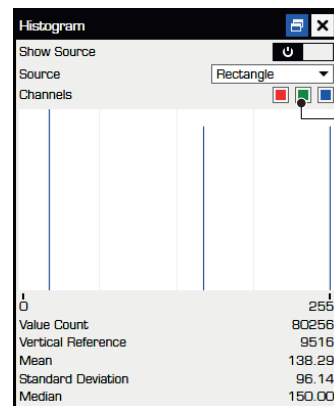 Histogram
Show Source
Source Rectangle
Channels
0 255
Value Count 80256
Vertical Reference 9516
Mean 138.29
Standard Deviation 96.14
Median 150.00